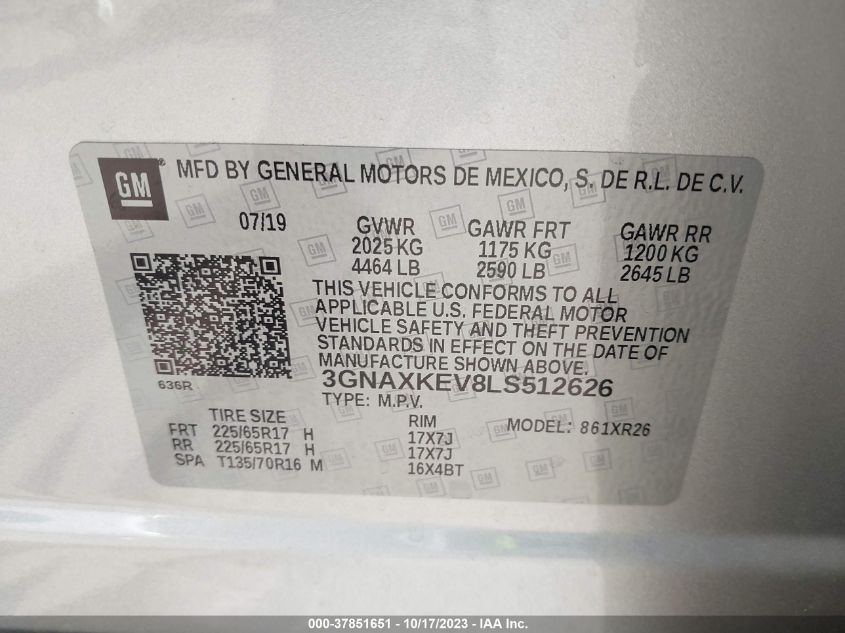 GM® MFD BY GENERAL MOTORS DE MEXICO, S. DE R.L. DE C.V.
07/19 GVWR GAWR FRT GAWR RR
2025 KG 1175 KG 1200 KG
4464 LB 2590 LB 2645 LB
THIS VEHICLE CONFORMS TO ALL
APPLICABLE U.S. FEDERAL MOTOR
VEHICLE SAFETY AND THEFT PREVENTION
STANDARDS IN EFFECT ON THE DATE OF
MANUFACTURE SHOWN ABOVE.
636R 3GNAXKEV8LS512626
TYPE: M.P.V.
TIRE SIZE RIM MODEL: 861XR26
FRT 225/65R17 H 17X7J
RR 225/65R17 H 17X7J
SPA T135/70R16 M 16X4BT
000-37851651 - 10/17/2023 - IAA Inc.